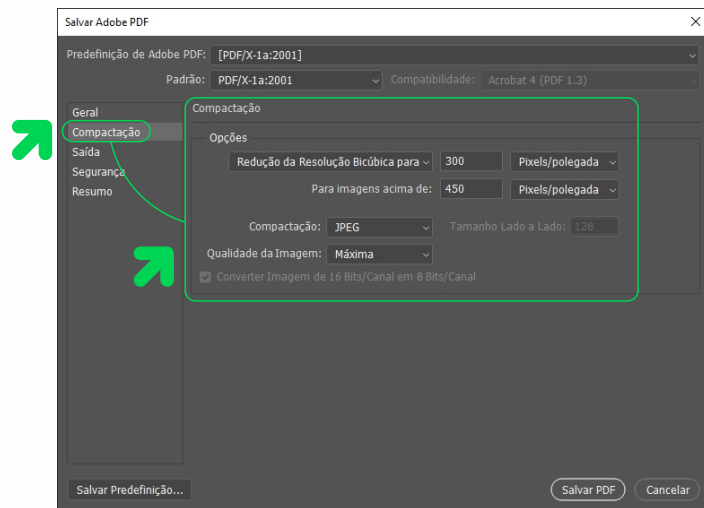 Salvar Adobe PDF
Predefinição de Adobe PDF: [PDF/X-1a:2001]
Padrão: PDF/X-1a:2001 Compatibilidade: Acrobat 4 (PDF 1.3)
Geral
Compactação
Saída
Segurança
Resumo
Compactação
Opções
Redução da Resolução Bicúbica para 300 Pixels/polegada
Para imagens acima de: 450 Pixels/polegada
Compactação: JPEG Tamanho Lado a Lado: 128
Qualidade da Imagem: Máxima
Converter Imagem de 16 Bits/Canal em 8 Bits/Canal
Salvar Predefinição... Salvar PDF Cancelar